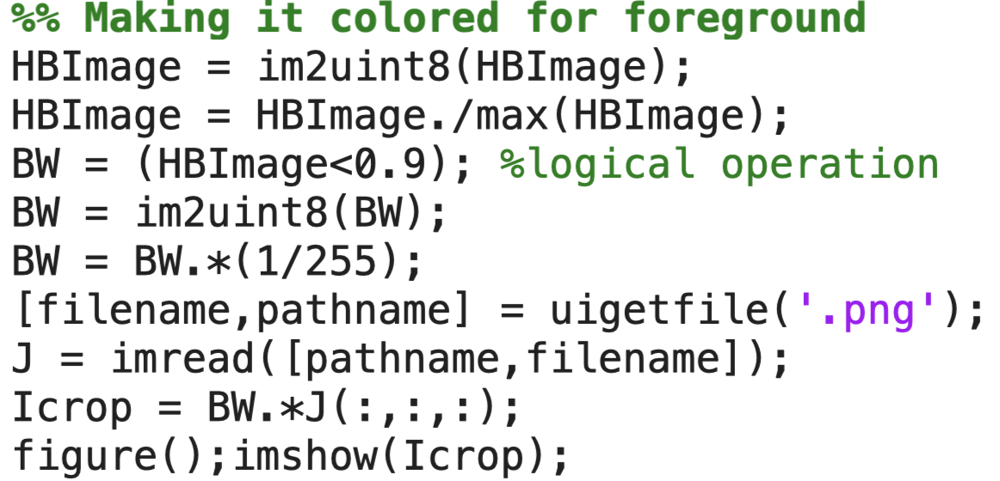 %% Making it colored for foreground
HBImage = im2uint8(HBImage);
HBImage = HBImage./max(HBImage);
BW = (HBImage<0.9); %logical operation
BW = im2uint8(BW);
BW = BW.*(1/255);
[filename,pathname] = uigetfile('.png');
J = imread([pathname,filename]);
Icrop = BW.*J(:,:,:);
figure();imshow(Icrop);